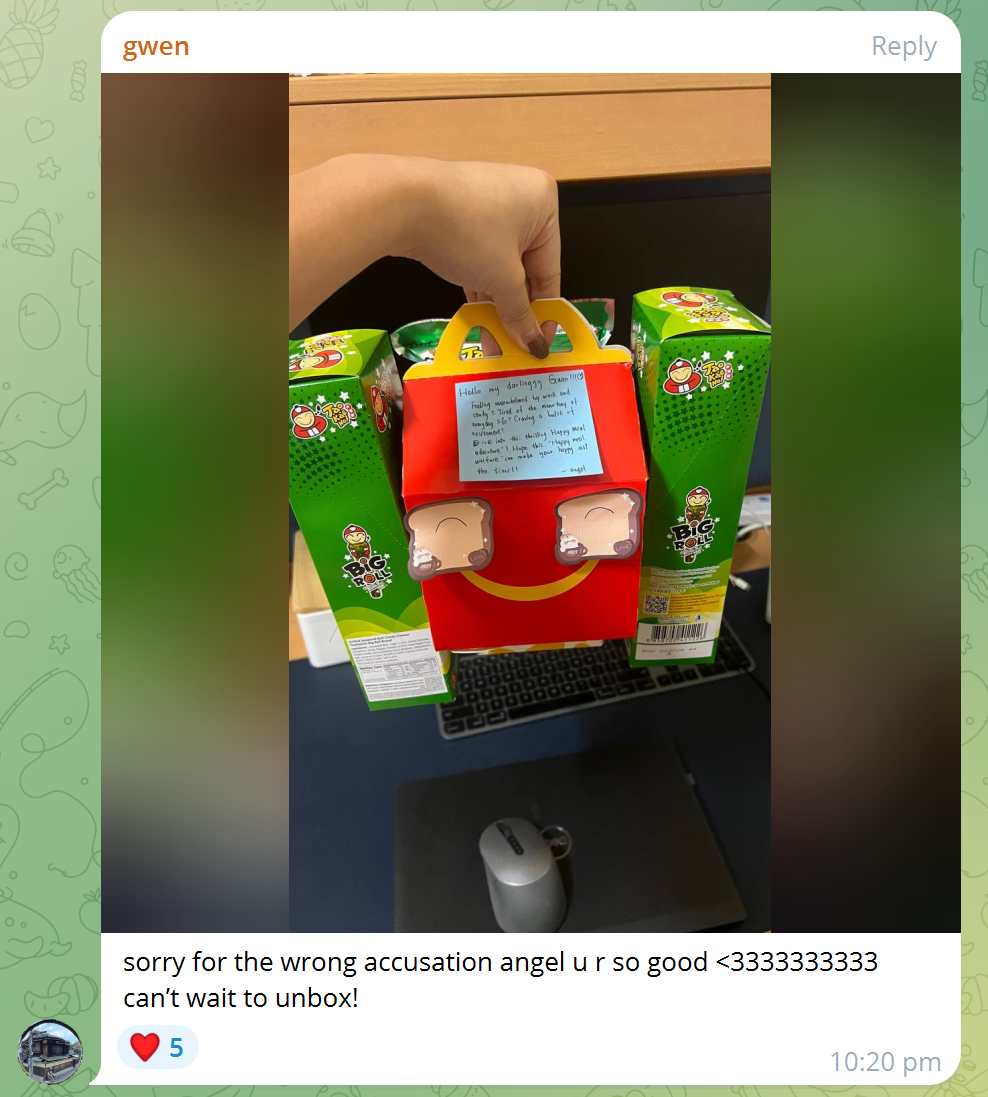 gwen
Reply
Hello my darlinggg Gwen!!!
Feeling overwhelmed by work and
study? Tired of the monotony of
everyday life? Craving a burst of
excitement?
Dive into this thrilling "Happy meal
adventure"! Hope this "Happy meal
adventure" can make your happy all
the time!!
- angel
Tao Kae Noi
Tao Kae Noi
BIG ROLL
BIG ROLL
HOT
HOT
sorry for the wrong accusation angel u r so good <3333333333
can't wait to unbox!
5
10:20 pm